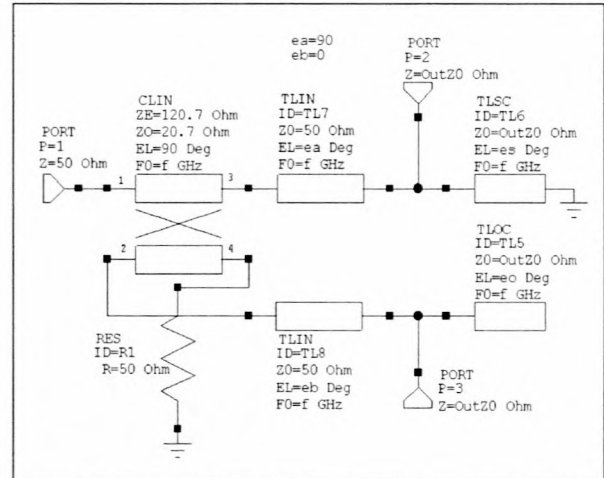 ea=90
eb=0
PORT
P=2
Z=OutZ0 Ohm
CLIN
ZE=120.7 Ohm
ZO=20.7 Ohm
EL=90 Deg
F0=f GHz
TLIN
ID=TL7
Z0=50 Ohm
EL=ea Deg
F0=f GHz
TLSC
ID=TL6
Z0=OutZ0 Ohm
EL=es Deg
F0=f GHz
PORT
P=1
Z=50 Ohm
1
3
2
4
TLOC
ID=TL5
Z0=OutZ0 Ohm
EL=eo Deg
F0=f GHz
RES
ID=R1
R=50 Ohm
TLIN
ID=TL8
Z0=50 Ohm
EL=eb Deg
F0=f GHz
PORT
P=3
Z=OutZ0 Ohm